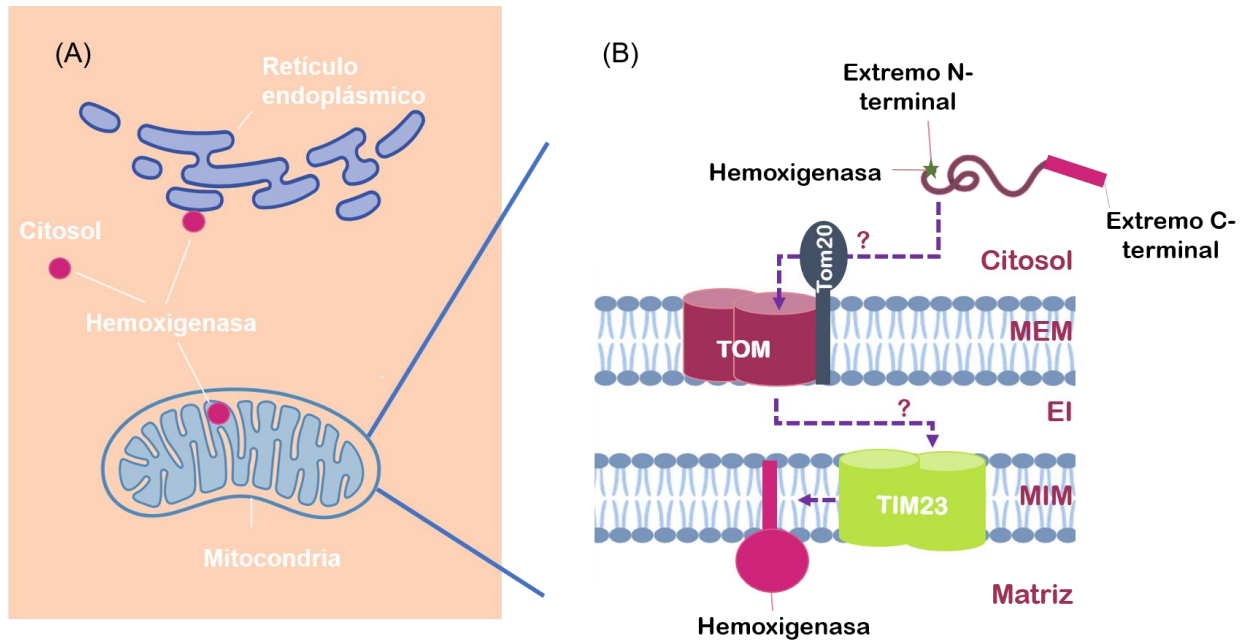 (A)
Retículo
endoplásmico
Citosol
Hemoxigenasa
Mitocondria
(B)
Extremo N-
terminal
Hemoxigenasa
Extremo C-
terminal
Tom20
?
Citosol
TOM
MEM
EI
?
TIM23
MIM
Matriz
Hemoxigenasa